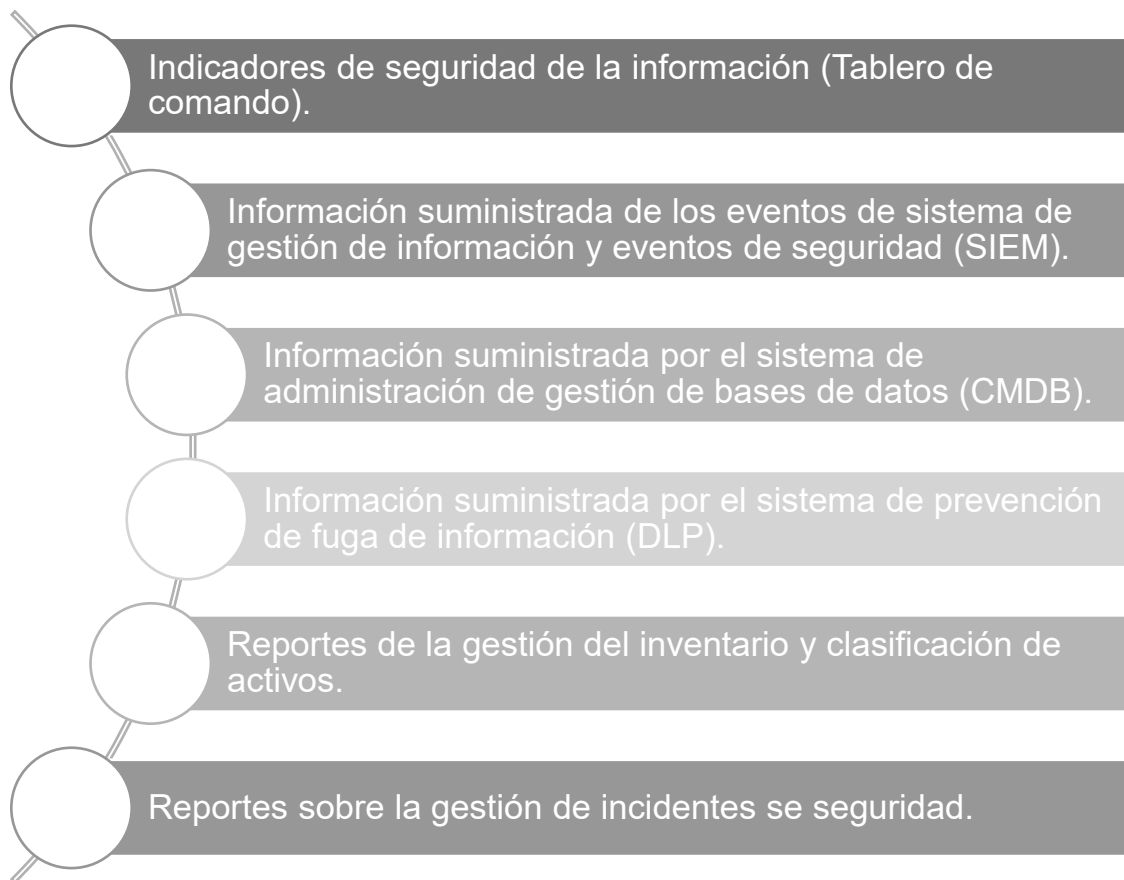 Indicadores de seguridad de la información (Tablero de
comando).
Información suministrada de los eventos de sistema de
gestión de información y eventos de seguridad (SIEM).
Información suministrada por el sistema de
administración de gestión de bases de datos (CMDB).
Información suministrada por el sistema de prevención
de fuga de información (DLP).
Reportes de la gestión del inventario y clasificación de
activos.
Reportes sobre la gestión de incidentes se seguridad.